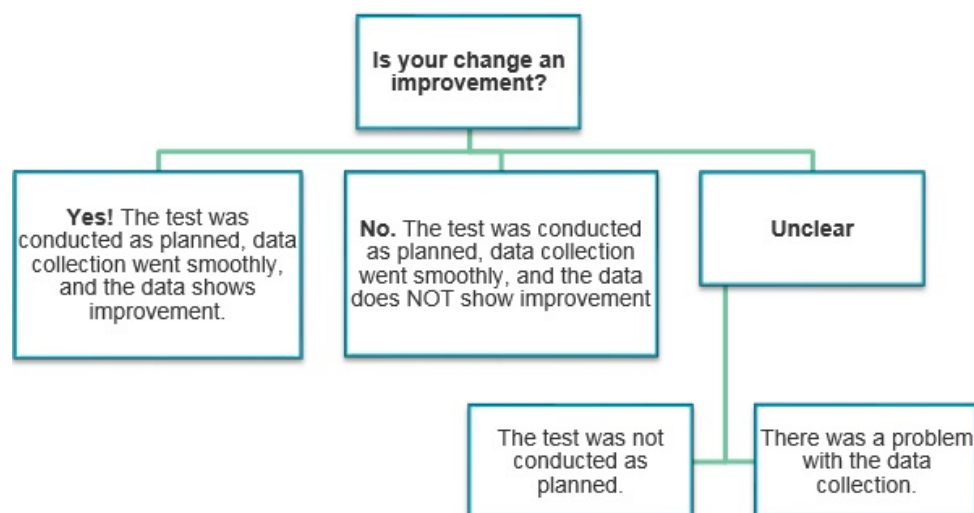 Is your change an
improvement?
Yes! The test was
conducted as planned, data
collection went smoothly,
and the data shows
improvement.
No. The test was conducted
as planned, data collection
went smoothly, and the data
does NOT show improvement
Unclear
The test was not
conducted as
planned.
There was a problem
with the data
collection.